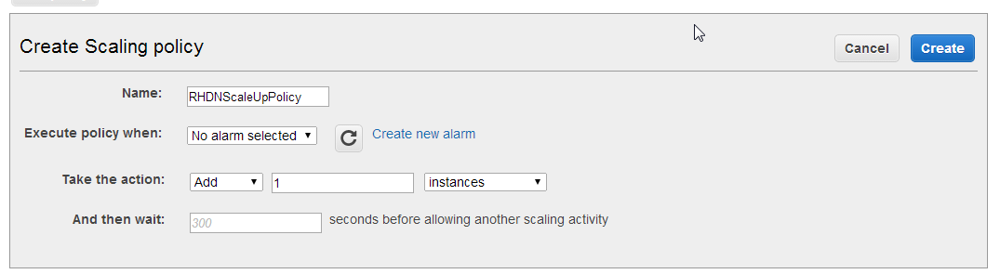 Create Scaling policy
Cancel
Create
Name: RHDNScaleUpPolicy
Execute policy when: No alarm selected Create new alarm
Take the action: Add 1 instances
And then wait: 300 seconds before allowing another scaling activity